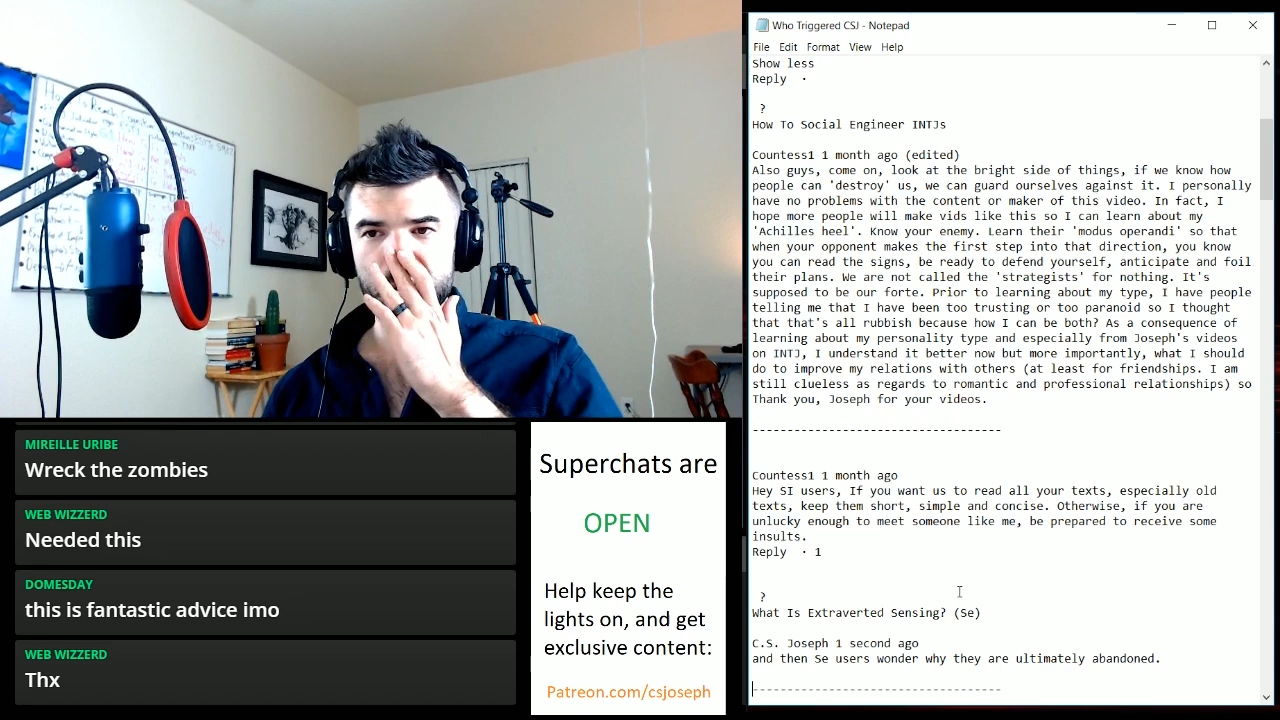 Who Triggered CSJ - Notepad
File Edit Format View Help
Show less
Reply ·
?
How To Social Engineer INTJs
Countess1 1 month ago (edited)
Also guys, come on, look at the bright side of things, if we know how
people can 'destroy' us, we can guard ourselves against it. I personally
have no problems with the content or maker of this video. In fact, I
hope more people will make vids like this so I can learn about my
'Achilles heel'. Know your enemy. Learn their 'modus operandi' so that
when your opponent makes the first step into that direction, you know
you can read the signs, be ready to defend yourself, anticipate and foil
their plans. We are not called the 'strategists' for nothing. It's
supposed to be our forte. Prior to learning about my type, I have people
telling me that I have been too trusting or too paranoid so I thought
that that's all rubbish because how I can be both? As a consequence of
learning about my personality type and especially from Joseph's videos
on INTJ, I understand it better now but more importantly, what I should
do to improve my relations with others (at least for friendships. I am
still clueless as regards to romantic and professional relationships) so
Thank you, Joseph for your videos.
-----------------------------------
Countess1 1 month ago
Hey SI users, If you want us to read all your texts, especially old
texts, keep them short, simple and concise. Otherwise, if you are
unlucky enough to meet someone like me, be prepared to receive some
insults.
Reply · 1
?
What Is Extraverted Sensing? (Se)
C.S. Joseph 1 second ago
and then Se users wonder why they are ultimately abandoned.
-----------------------------------
MIREILLE URIBE
Wreck the zombies
WEB WIZZERD
Needed this
DOMESDAY
this is fantastic advice imo
WEB WIZZERD
Thx
Superchats are
OPEN
Help keep the
lights on, and get
exclusive content:
Patreon.com/csjoseph